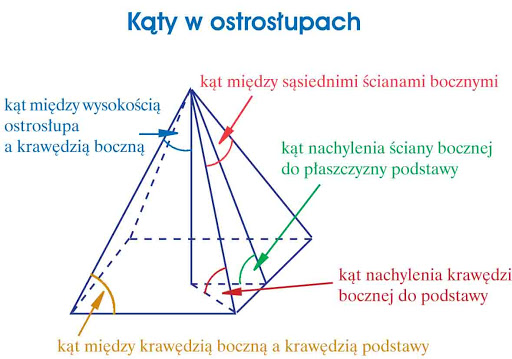 Kąty w ostrosłupach
kąt między sąsiednimi ścianami bocznymi
kąt między wysokością
ostrosłupa
a krawędzią boczną
kąt nachylenia ściany bocznej
do płaszczyzny podstawy
kąt nachylenia krawędzi
bocznej do podstawy
kąt między krawędzią boczną a krawędzią podstawy